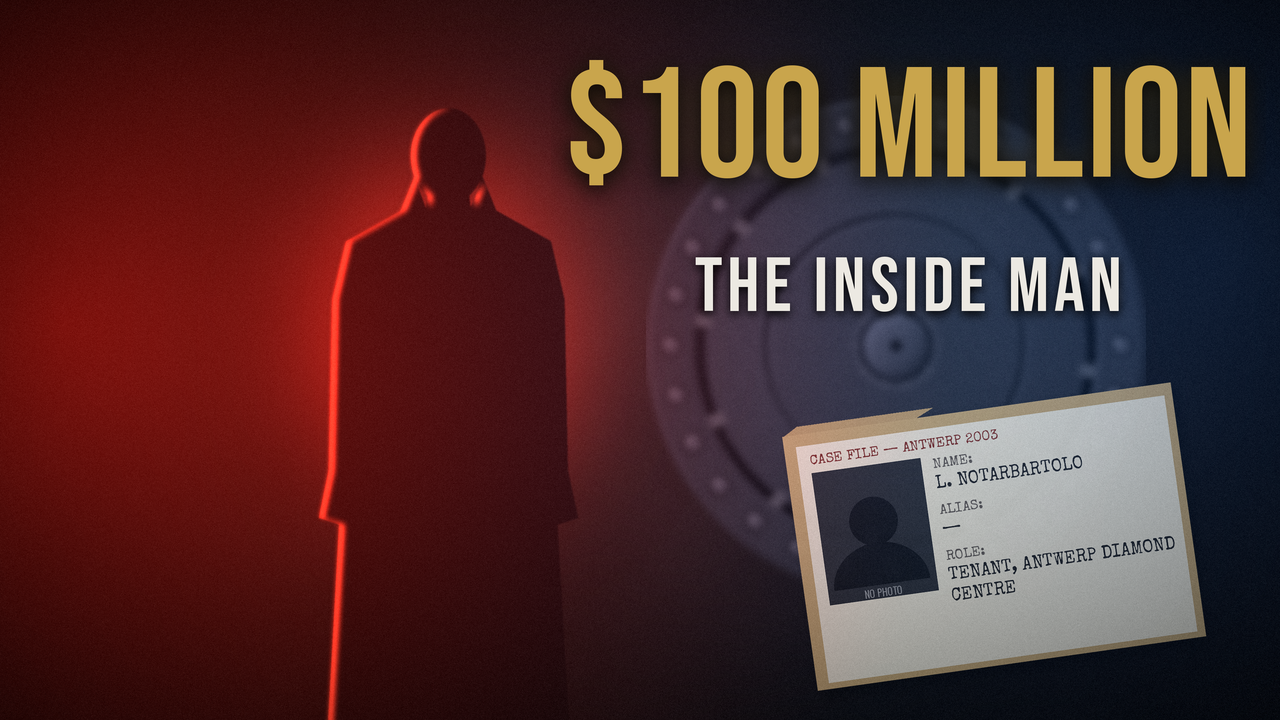 $100 MILLION
THE INSIDE MAN
CASE FILE — ANTWERP 2003
NAME:
L. NOTARBARTOLO
ALIAS:
—
ROLE:
TENANT, ANTWERP DIAMOND
CENTRE
NO PHOTO